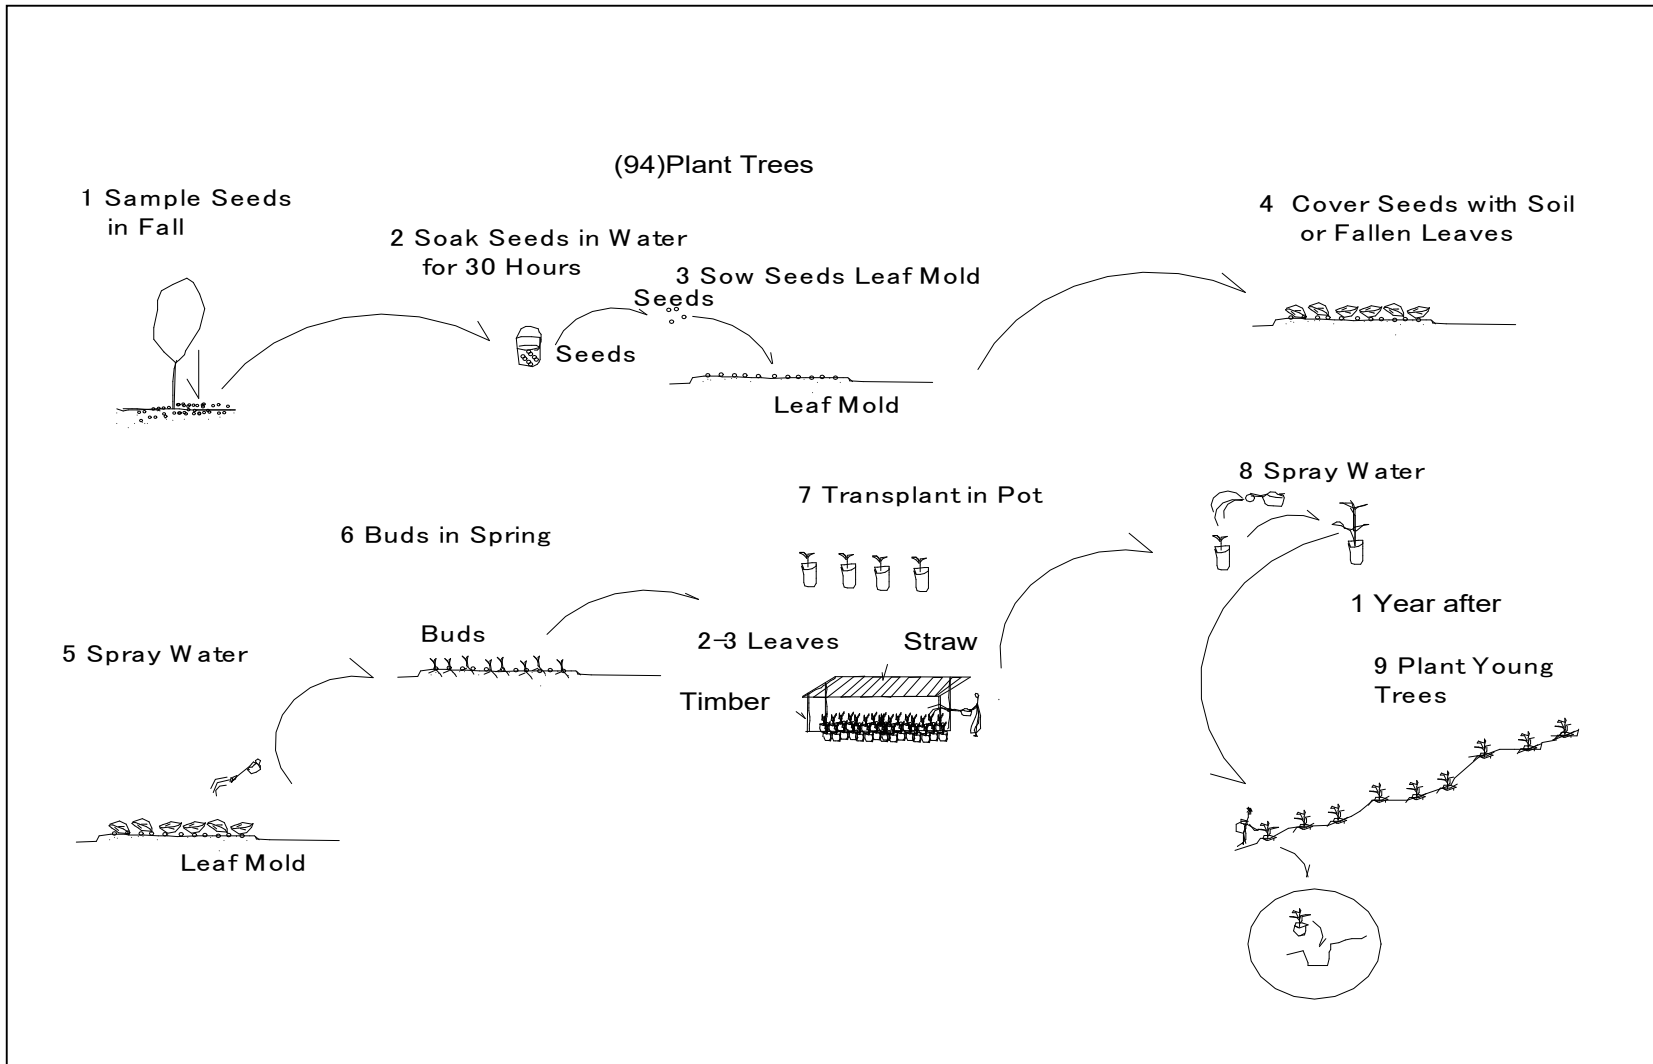 (94)Plant Trees
1 Sample Seeds
in Fall
2 Soak Seeds in Water
for 30 Hours
Seeds
3 Sow Seeds Leaf Mold
Seeds
Leaf Mold
4 Cover Seeds with Soil
or Fallen Leaves
5 Spray Water
Leaf Mold
6 Buds in Spring
Buds
7 Transplant in Pot
2-3 Leaves
Straw
Timber
8 Spray Water
1 Year after
9 Plant Young
Trees